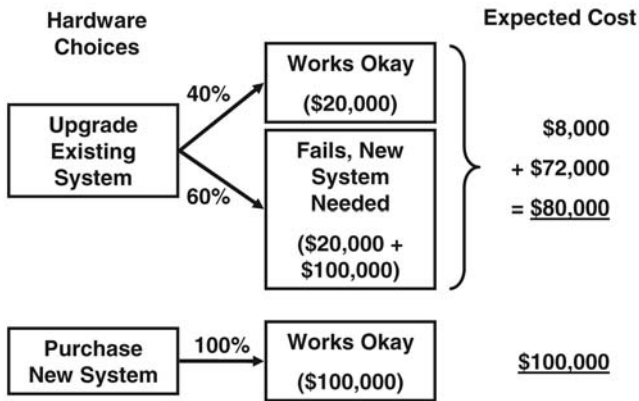 Hardware
Choices
Expected Cost
Upgrade
Existing
System
40%
60%
Works Okay
($20,000)
Fails, New
System
Needed
($20,000 +
$100,000)
$8,000
+ $72,000
= $80,000
Purchase
New System
100%
Works Okay
($100,000)
$100,000